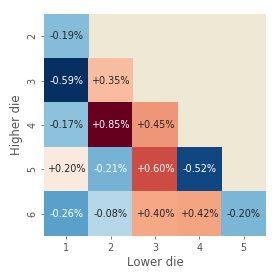 2 -0.19%
3 -0.59% +0.35%
4 -0.17% +0.85% +0.45%
5 +0.20% -0.21% +0.60% -0.52%
6 -0.26% -0.08% +0.40% +0.42% -0.20%
Higher die
1 2 3 4 5
Lower die